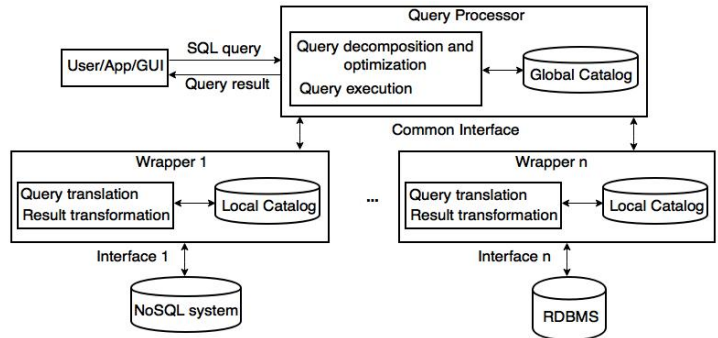 Query Processor
SQL query
User/App/GUI
Query result
Query decomposition and
optimization
Query execution
Global Catalog
Common Interface
Wrapper 1
Query translation
Result transformation
Local Catalog
...
Wrapper n
Query translation
Result transformation
Local Catalog
Interface 1
Interface n
NoSQL system
RDBMS